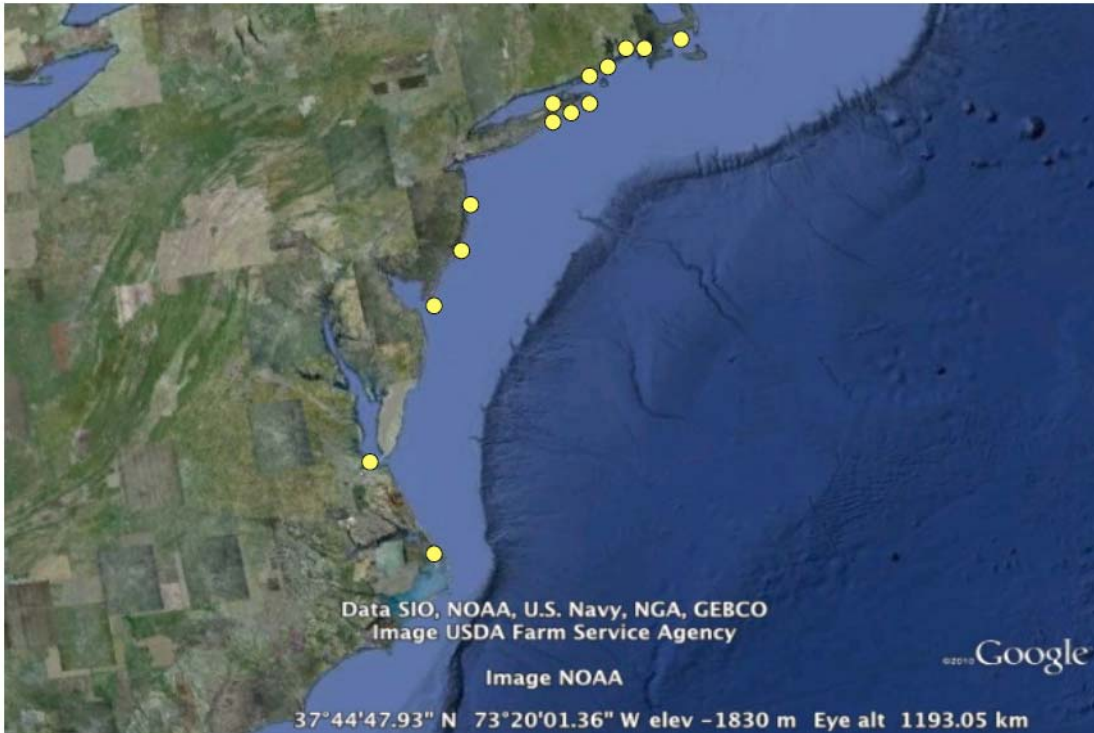 Data SIO, NOAA, U.S. Navy, NGA, GEBCO
Image USDA Farm Service Agency
©2010 Google
Image NOAA
37°44'47.93" N 73°20'01.36" W elev -1830 m Eye alt 1193.05 km